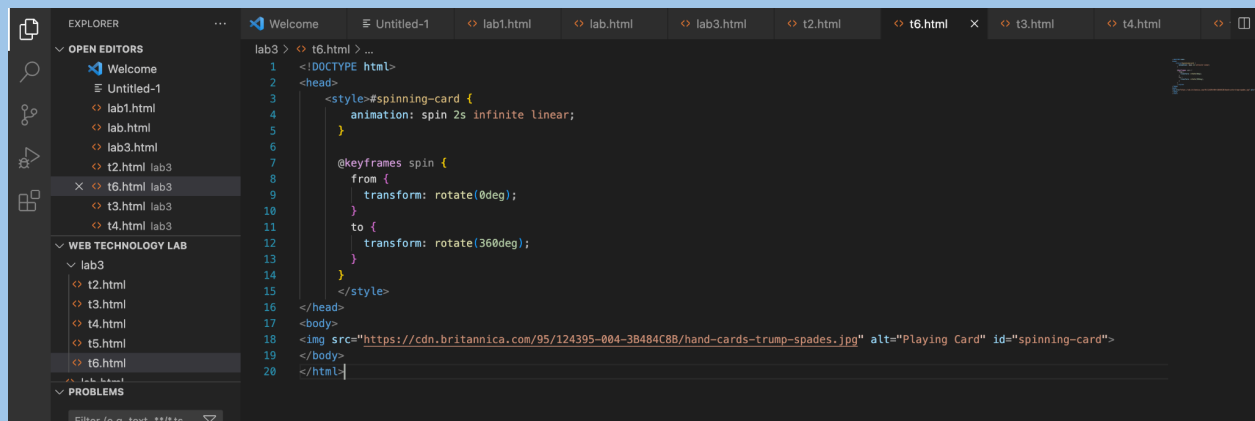 EXPLORER
OPEN EDITORS
Welcome
Untitled-1
lab1.html
lab.html
lab3.html
t2.html lab3
t6.html lab3
t3.html lab3
t4.html lab3
WEB TECHNOLOGY LAB
lab3
t2.html
t3.html
t4.html
t5.html
t6.html
lab.html
PROBLEMS
Welcome Untitled-1 lab1.html lab.html lab3.html t2.html t6.html t3.html t4.html
lab3 > t6.html > ...
1 <!DOCTYPE html>
2 <head>
3 <style>#spinning-card {
4 animation: spin 2s infinite linear;
5 }
6
7 @keyframes spin {
8 from {
9 transform: rotate(0deg);
10 }
11 to {
12 transform: rotate(360deg);
13 }
14 }
15 </style>
16 </head>
17 <body>
18 <img src="https://cdn.britannica.com/95/124395-004-3B484C8B/hand-cards-trump-spades.jpg" alt="Playing Card" id="spinning-card">
19 </body>
20 </html>